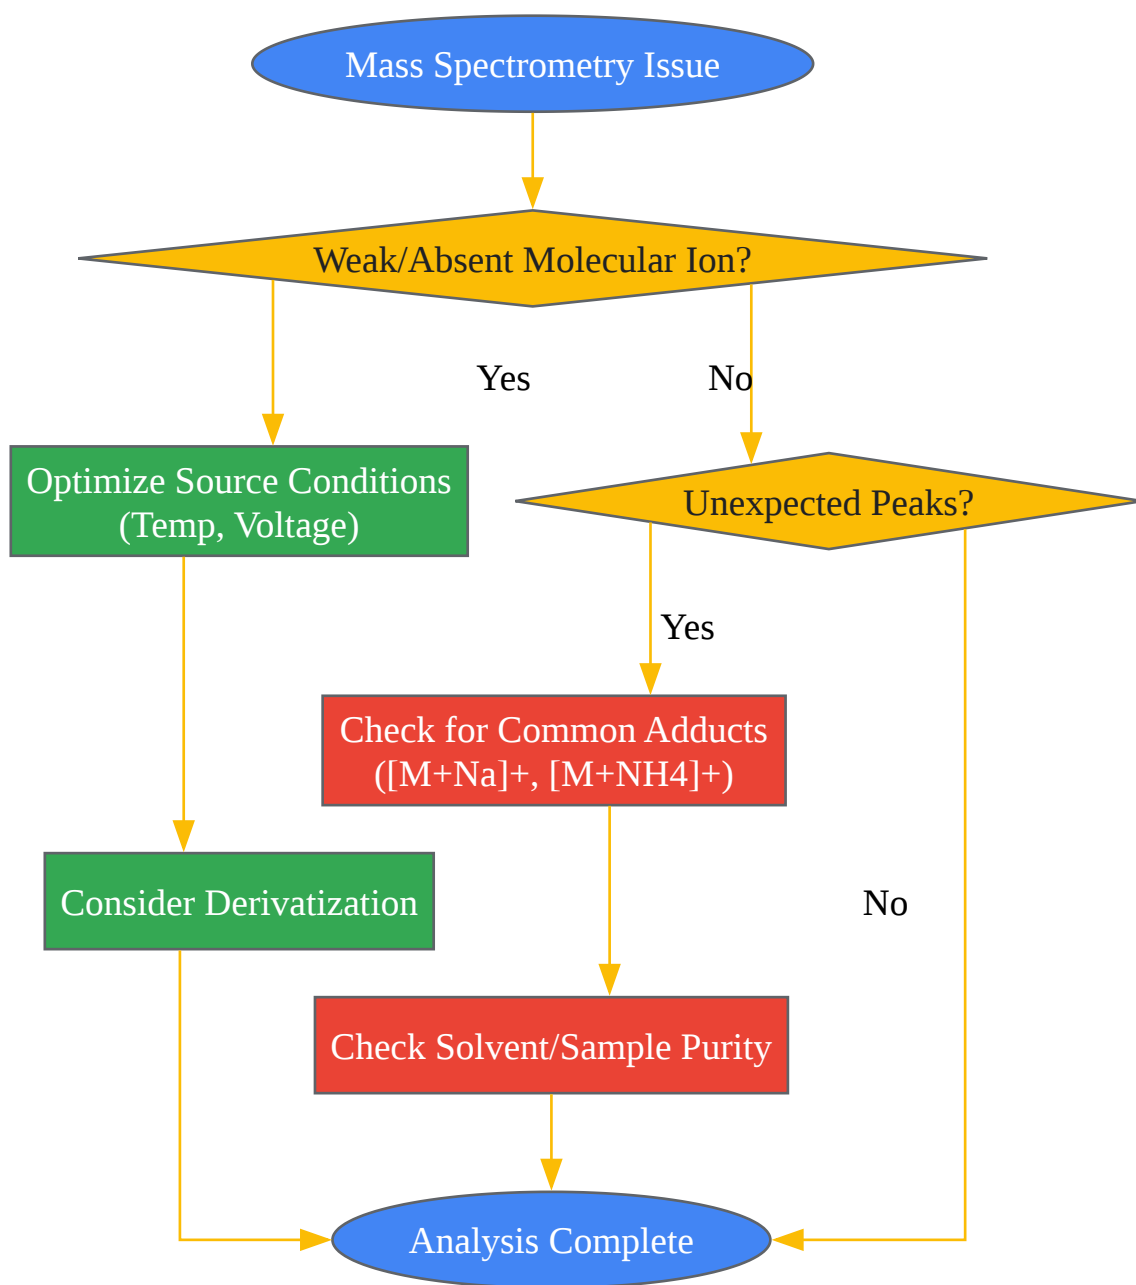 Mass Spectrometry Issue
Weak/Absent Molecular Ion?
Yes
No
Optimize Source Conditions
(Temp, Voltage)
Unexpected Peaks?
Yes
Check for Common Adducts
([M+Na]+, [M+NH4]+)
Consider Derivatization
No
Check Solvent/Sample Purity
Analysis Complete